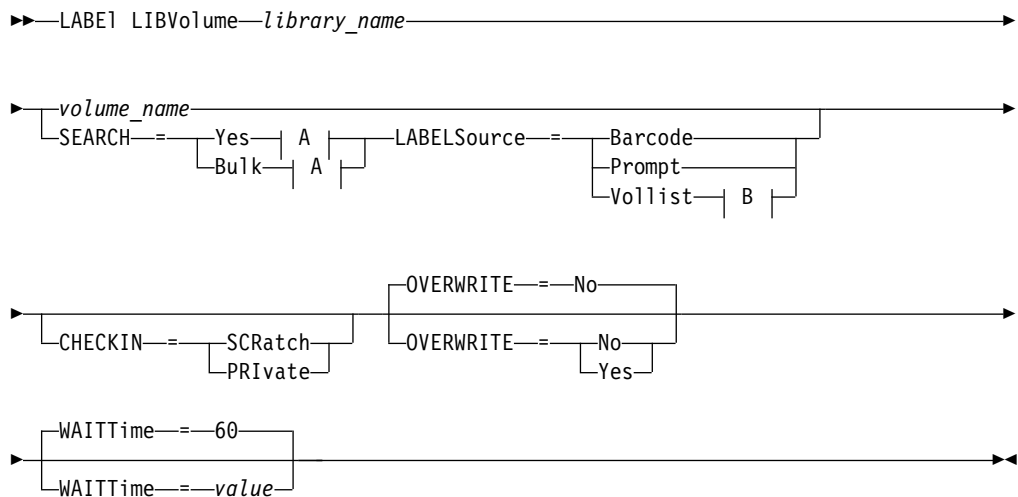 LABEl LIBVolume library_name
volume_name
SEARCH = Yes A LABELSource = Barcode
Bulk A Prompt
Vollist B
OVERWRITE = No
CHECKIN = SCRatch OVERWRITE = No
PRIvate Yes
WAITTime = 60
WAITTime = value